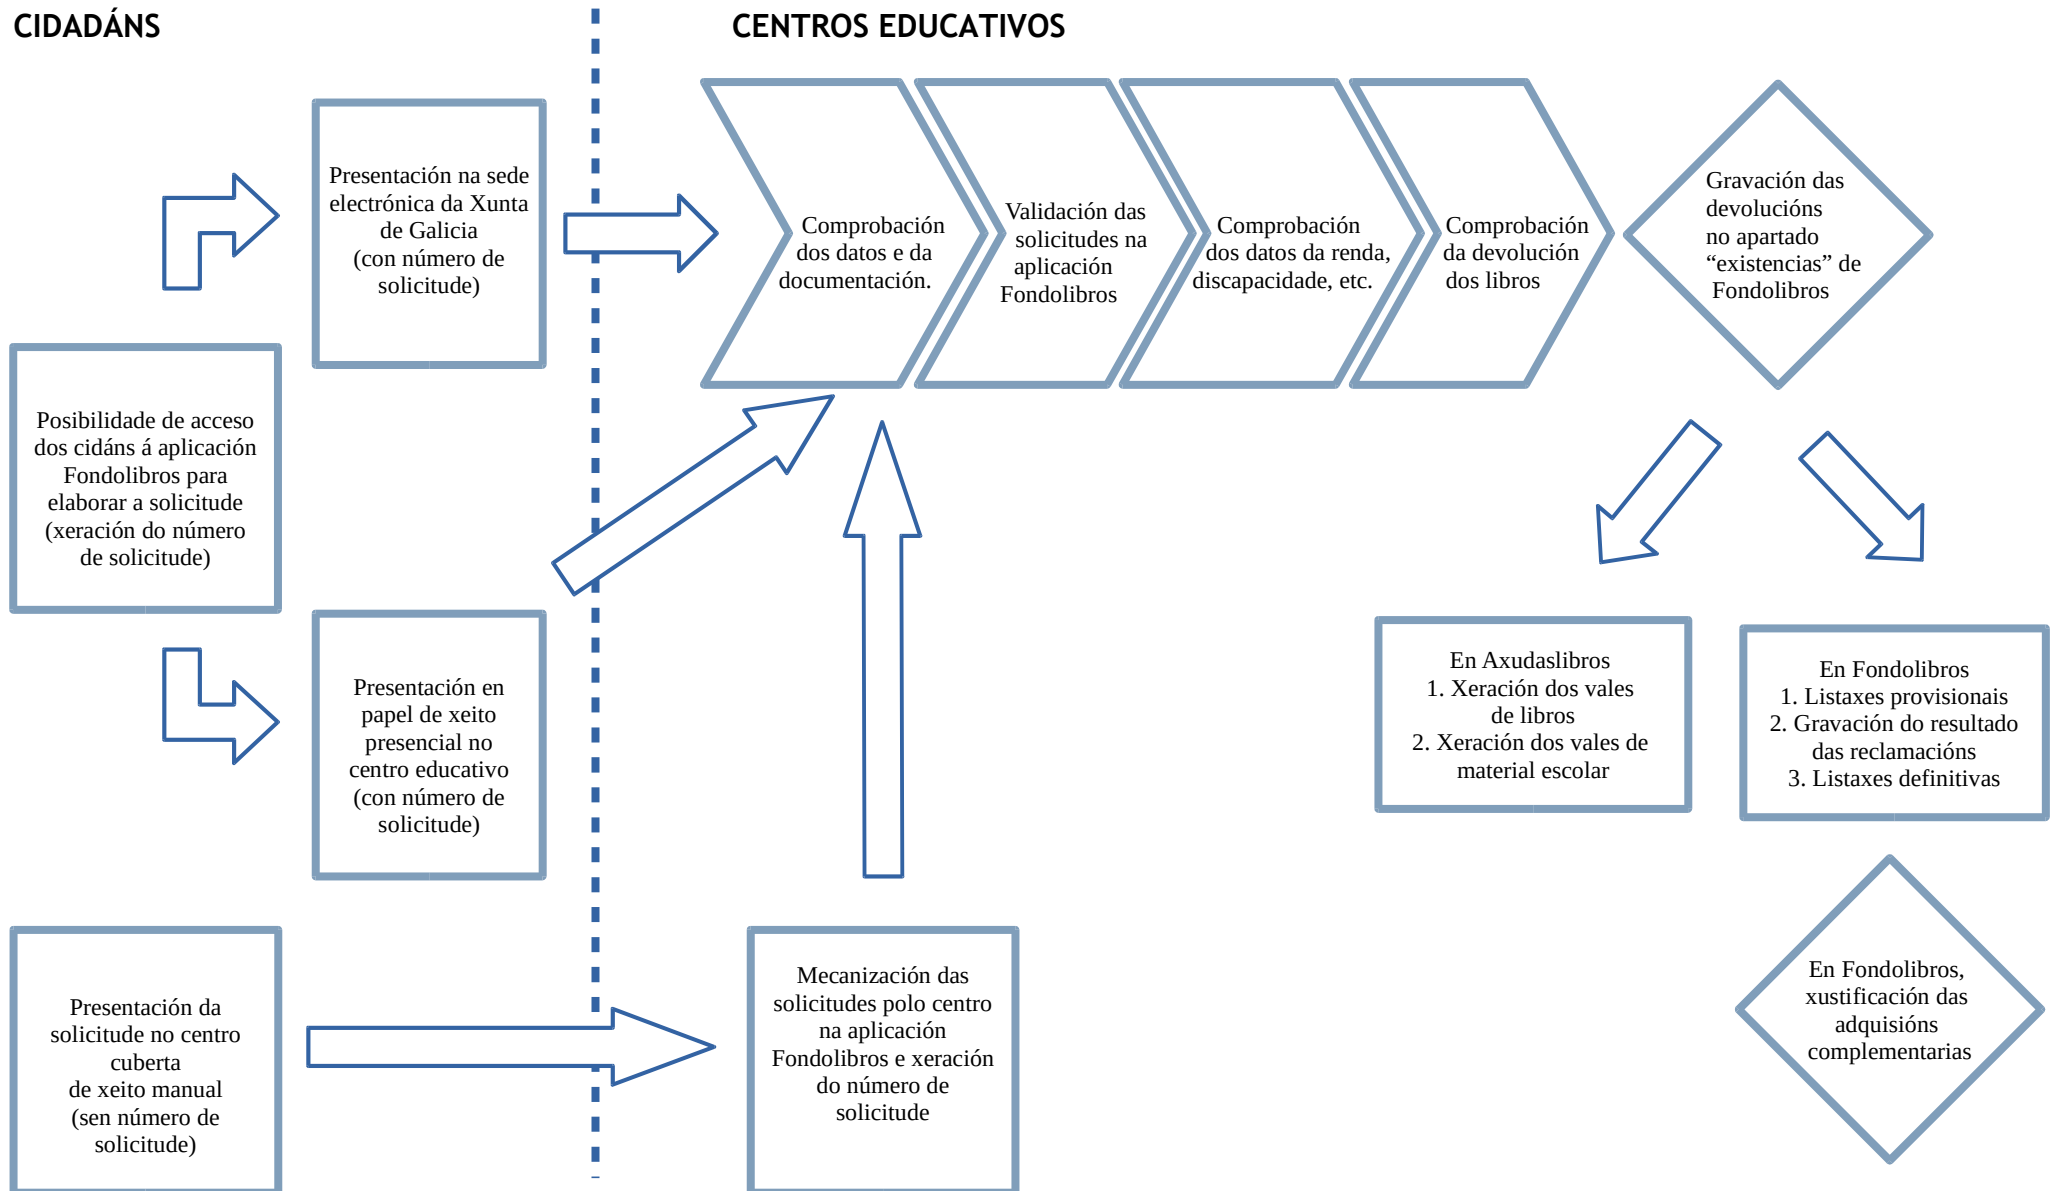 CIDADÁNS
CENTROS EDUCATIVOS
Presentación na sede
electrónica da Xunta
de Galicia
(con número de
solicitude)
Comprobación
dos datos e da
documentación.
Validación das
solicitudes na
aplicación
Fondolibros
Comprobación
dos datos da renda,
discapacidade, etc.
Comprobación
da devolución
dos libros
Gravación das
devolucións
no apartado
“existencias” de
Fondolibros
Posibilidade de acceso
dos cidáns á aplicación
Fondolibros para
elaborar a solicitude
(xeración do número
de solicitude)
Presentación en
papel de xeito
presencial no
centro educativo
(con número de
solicitude)
En Axudaslibros
1. Xeración dos vales
de libros
2. Xeración dos vales de
material escolar
En Fondolibros
1. Listaxes provisionais
2. Gravación do resultado
das reclamacións
3. Listaxes definitivas
Presentación da
solicitude no centro
cuberta
de xeito manual
(sen número de
solicitude)
Mecanización das
solicitudes polo centro
na aplicación
Fondolibros e xeración
do número de
solicitude
En Fondolibros,
xustificación das
adquisións
complementarias